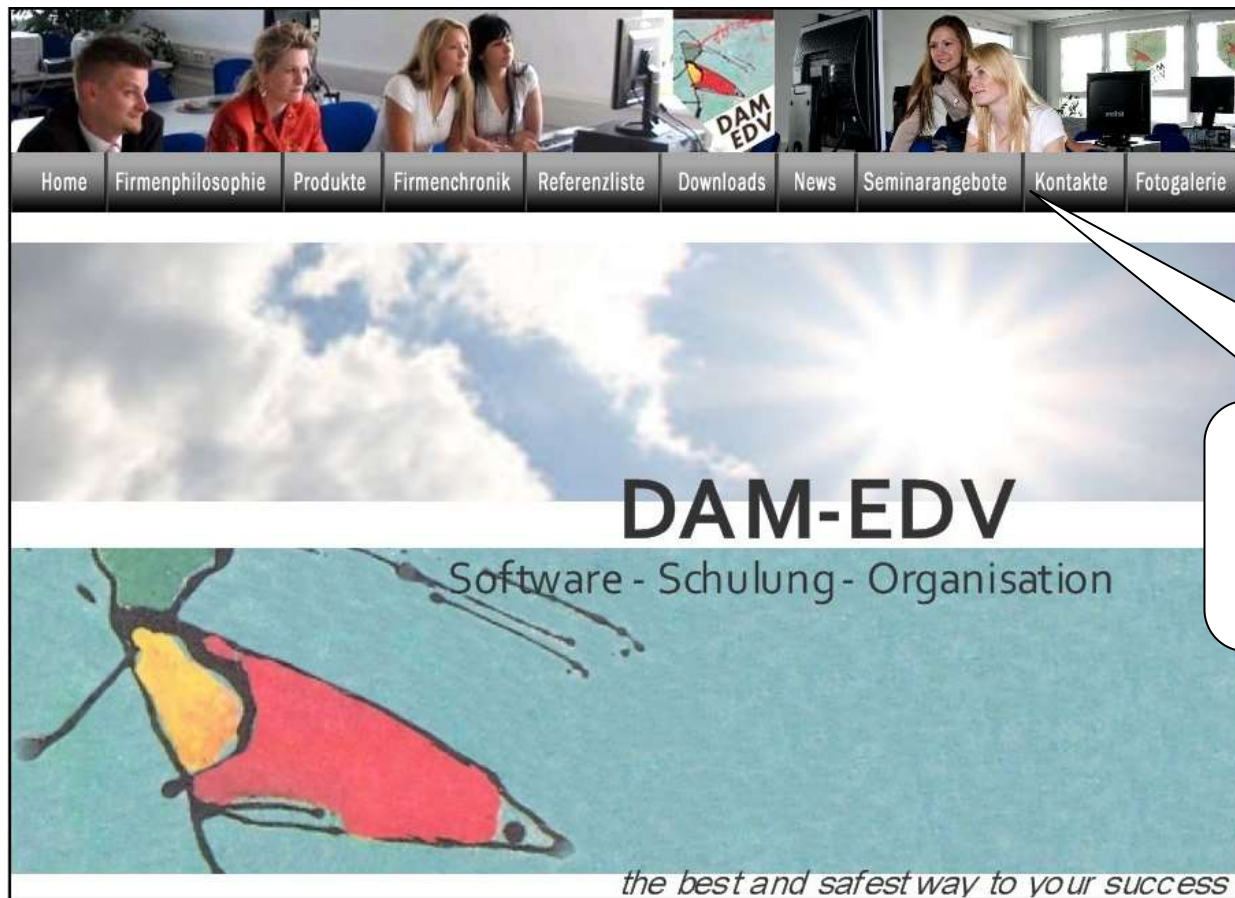 DAM
EDV
Home Firmenphilosophie Produkte Firmenchronik Referenzliste Downloads News Seminarangebote Kontakte Fotogalerie
DAM-EDV
Software - Schulung - Organisation
the best and safest way to your success